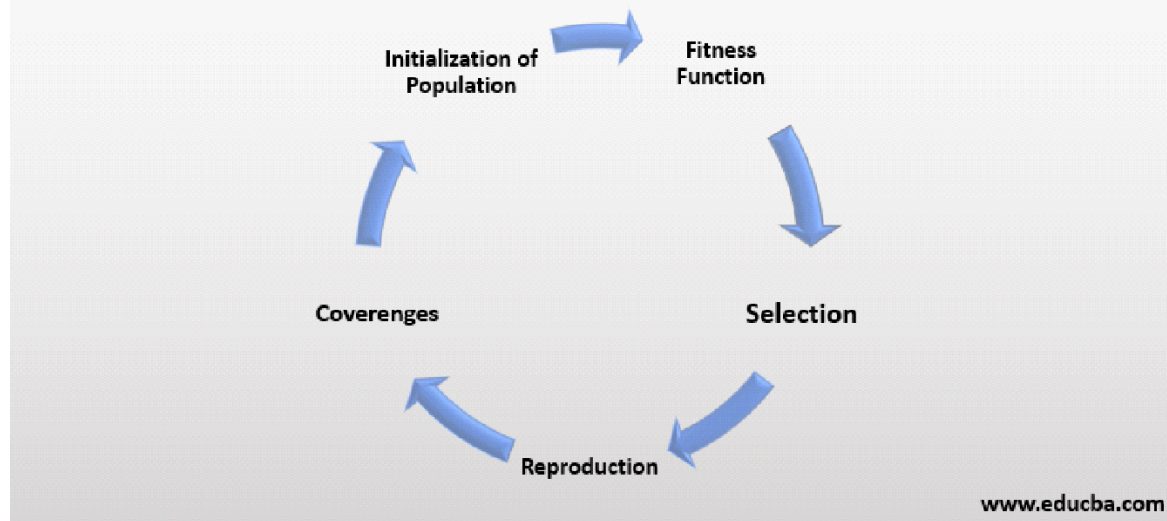 Initialization of
Population
Fitness
Function
Selection
Reproduction
Coverenges
www.educba.com